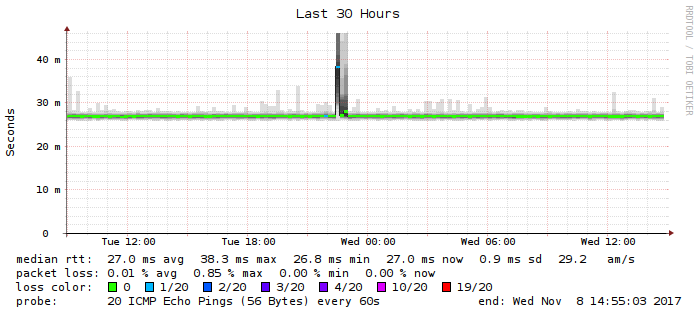 Last 30 Hours
RRDTOOL / TOBI OETIKER
Seconds
40 m
30 m
20 m
10 m
0
Tue 12:00 Tue 18:00 Wed 00:00 Wed 06:00 Wed 12:00
median rtt: 27.0 ms avg 38.3 ms max 26.8 ms min 27.0 ms now 0.9 ms sd 29.2 am/s
packet loss: 0.01 % avg 0.85 % max 0.00 % min 0.00 % now
loss color: 0 1/20 2/20 3/20 4/20 10/20 19/20
probe: 20 ICMP Echo Pings (56 Bytes) every 60s end: Wed Nov 8 14:55:03 2017